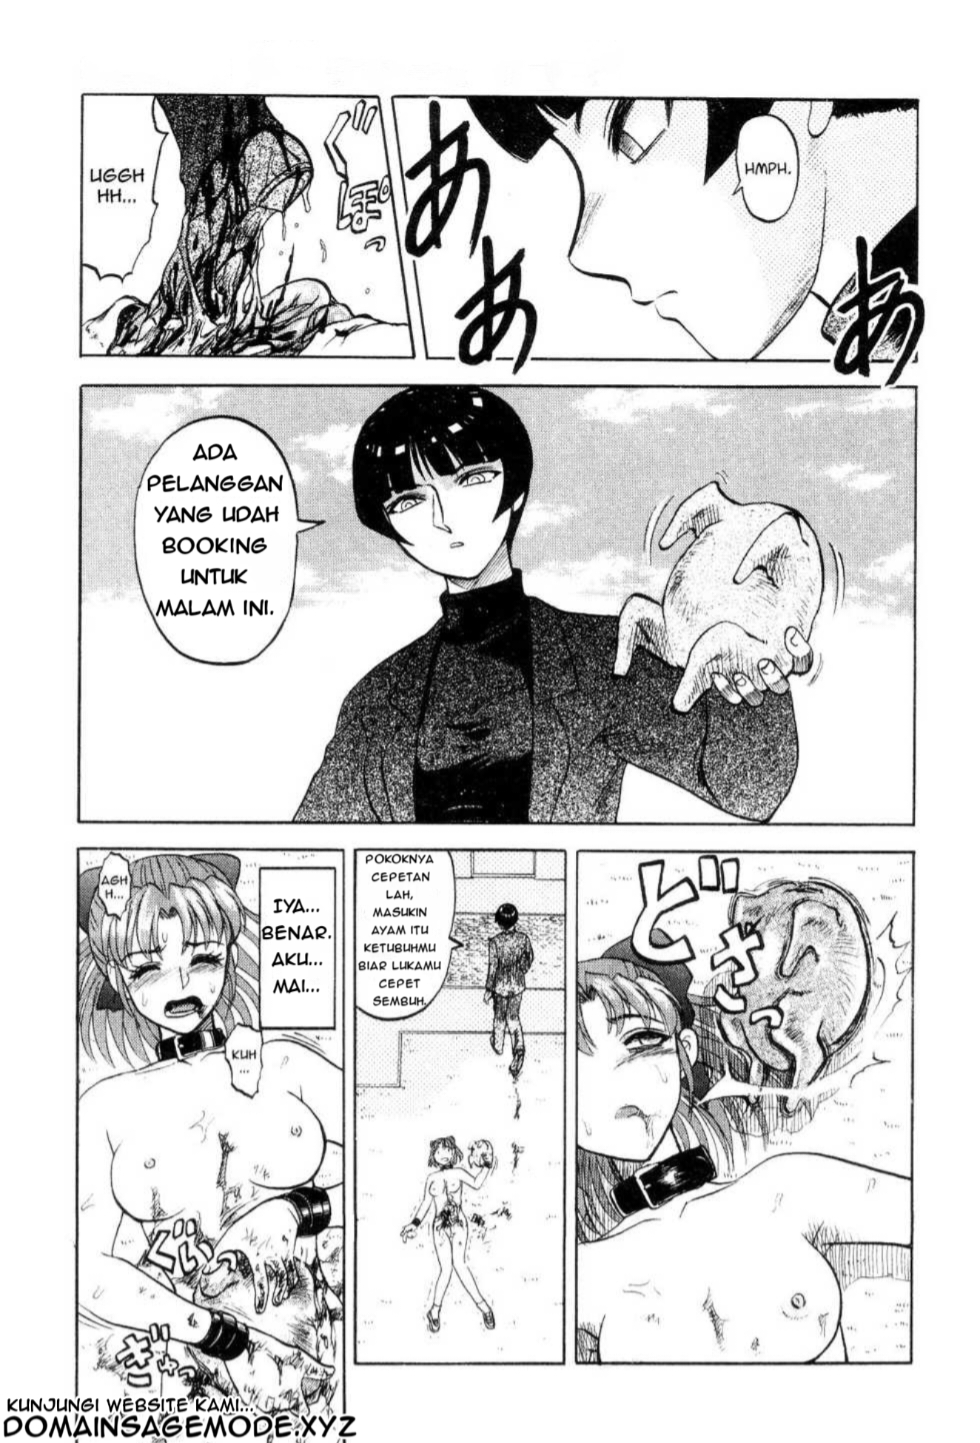 HMPH.
あ
あ
あ
UGGH
HH...
ぐぽっ
ADA
PELANGGAN
YANG UDAH
BOOKING
UNTUK
MALAM INI.
どざっ
POKOKNYA
CEPETAN
LAH,
MASUKIN
AYAM ITU
KETUBUHMU
BIAR LUKAMU
CEPET
SEMBUH.
AGH
H...
IYA...
BENAR.
AKU...
MAI...
KUH
...
ぐいっ
ぎゅっ
KUNJUNGI WEBSITE KAMI...
DOMAINSAGEMODE.XYZ